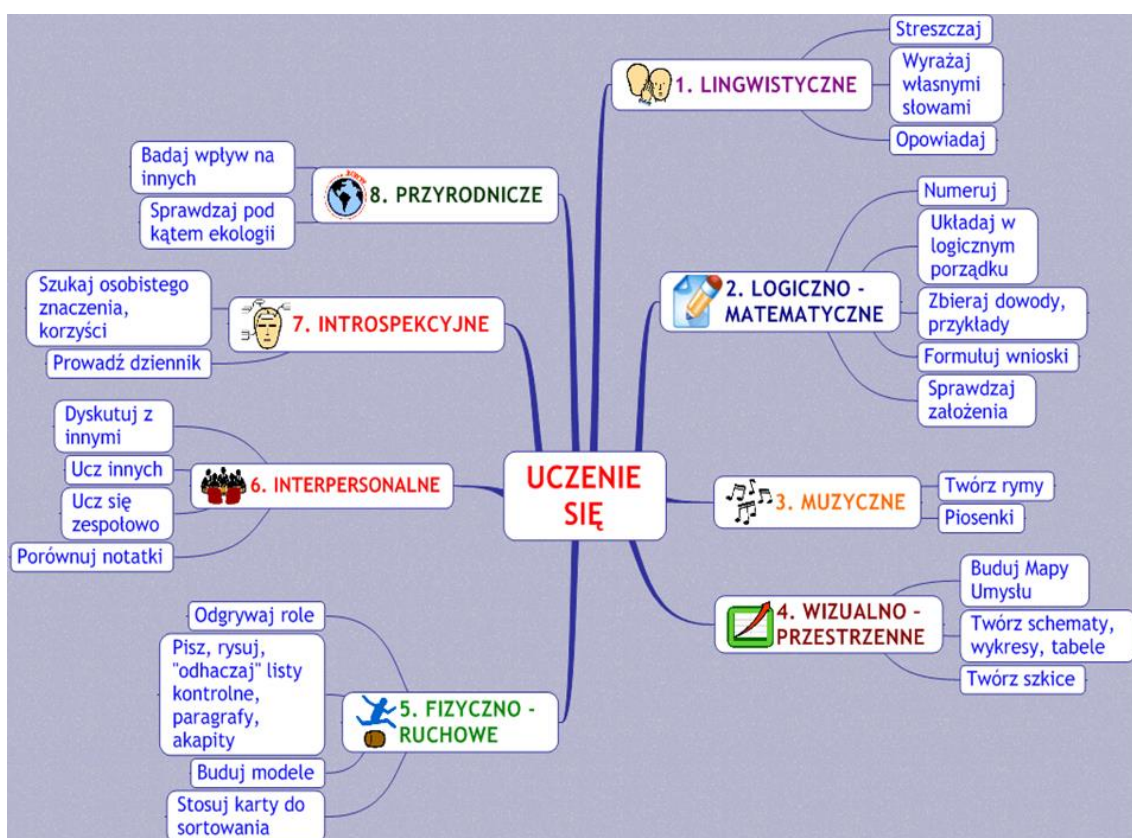 UCZENIE
SIĘ
1. LINGWISTYCZNE
Streszczaj
Wyrażaj
własnymi
słowami
Opowiadaj
2. LOGICZNO -
MATEMATYCZNE
Numeruj
Układaj w
logicznym
porządku
Zbieraj dowody,
przykłady
Formułuj wnioski
Sprawdzaj
założenia
3. MUZYCZNE
Twórz rymy
Piosenki
4. WIZUALNO -
PRZESTRZENNE
Buduj Mapy
Umysłu
Twórz schematy,
wykresy, tabele
Twórz szkice
5. FIZYCZNO -
RUCHOWE
Odgrywaj role
Pisz, rysuj,
"odhaczaj" listy
kontrolne,
paragrafy,
akapity
Buduj modele
Stosuj karty do
sortowania
6. INTERPERSONALNE
Dyskutuj z
innymi
Ucz innych
Ucz się
zespołowo
Porównuj notatki
7. INTROSPEKCYJNE
Szukaj osobistego
znaczenia,
korzyści
Prowadź dziennik
8. PRZYRODNICZE
Badaj wpływ na
innych
Sprawdzaj pod
kątem ekologii